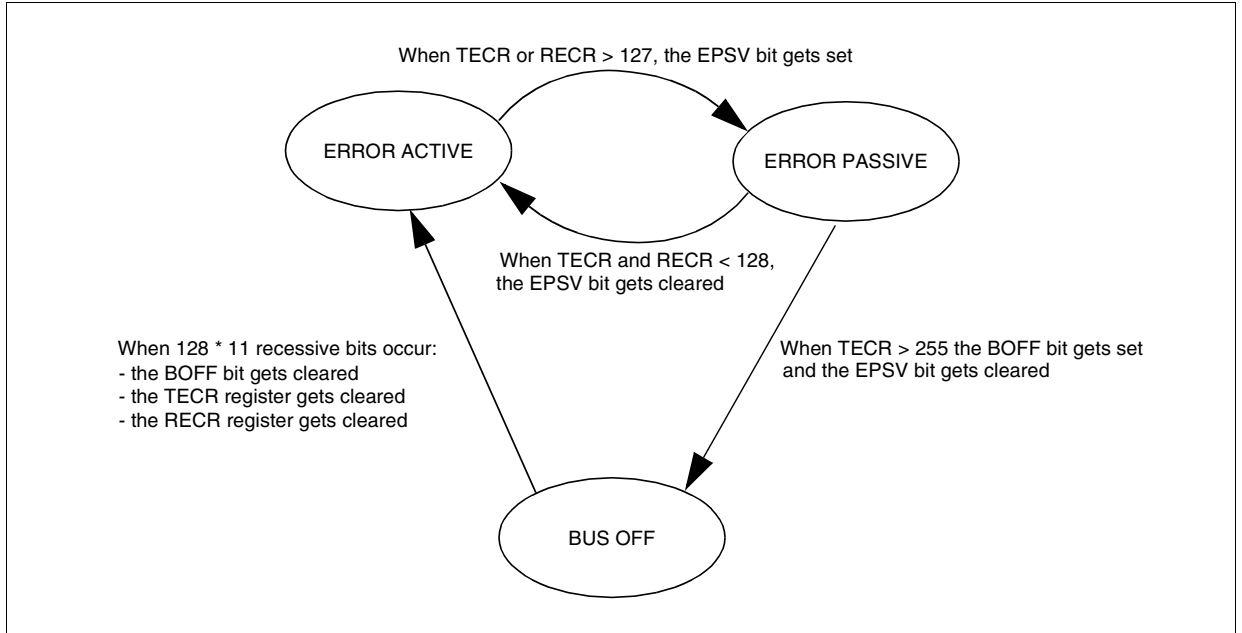 When TECR or RECR > 127, the EPSV bit gets set
ERROR ACTIVE
ERROR PASSIVE
When TECR and RECR < 128,
the EPSV bit gets cleared
When 128 * 11 recessive bits occur:
- the BOFF bit gets cleared
- the TECR register gets cleared
- the RECR register gets cleared
When TECR > 255 the BOFF bit gets set
and the EPSV bit gets cleared
BUS OFF